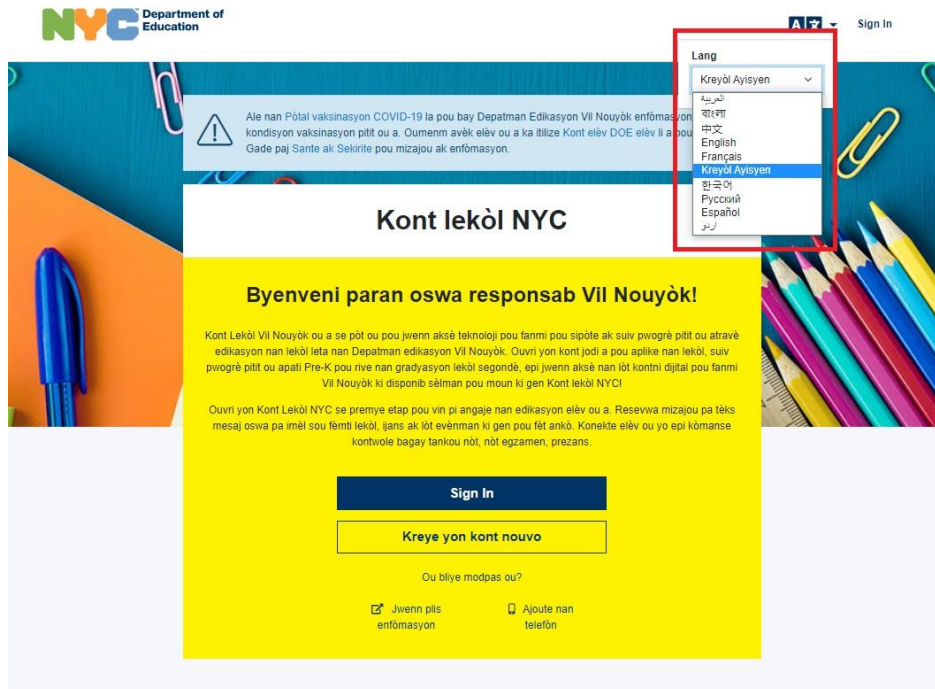 NYC Department of
Education
A文 Sign In
Lang
Kreyòl Ayisyen
العربية
বাংলা
中文
English
Français
Kreyòl Ayisyen
한국어
Русский
Español
اردو
Ale nan Pòtal vaksinasyon COVID-19 la pou bay Depatman Edikasyon Vil Nouyòk enfòmasyon
kondisyon vaksinasyon pitit ou a. Oumenm avèk elèv ou a ka itilize Kont elèv DOE elèv li a pou
Gade paj Sante ak Sekirite pou mizajou ak enfòmasyon.
Kont lekòl NYC
Byenveni paran oswa responsab Vil Nouyòk!
Kont Lekòl Vil Nouyòk ou a se pòt ou pou jwenn aksè teknoloji pou fanmi pou sipòte ak suiv pwogrè pitit ou atravè
edikasyon nan lekòl leta nan Depatman edikasyon Vil Nouyòk. Ouvri yon kont jodi a pou aplike nan lekòl, suiv
pwogrè pitit ou apati Pre-K pou rive nan gradyasyon lekòl segondè, epi jwenn aksè nan lòt kontni dijital pou fanmi
Vil Nouyòk ki disponib sèlman pou moun ki gen Kont lekòl NYC!
Ouvri yon Kont Lekòl NYC se premye etap pou vin pi angaje nan edikasyon elèv ou a. Resevwa mizajou pa tèks
mesaj oswa pa imèl sou fèmti lekòl, ijans ak lòt evènman ki gen pou fèt ankò. Konekte elèv ou yo epi kòmanse
kontwole bagay tankou nòt, nòt egzamen, prezans.
Sign In
Kreye yon kont nouvo
Ou bliye modpas ou?
Jwenn plis
enfòmasyon
Ajoute nan
telefòn